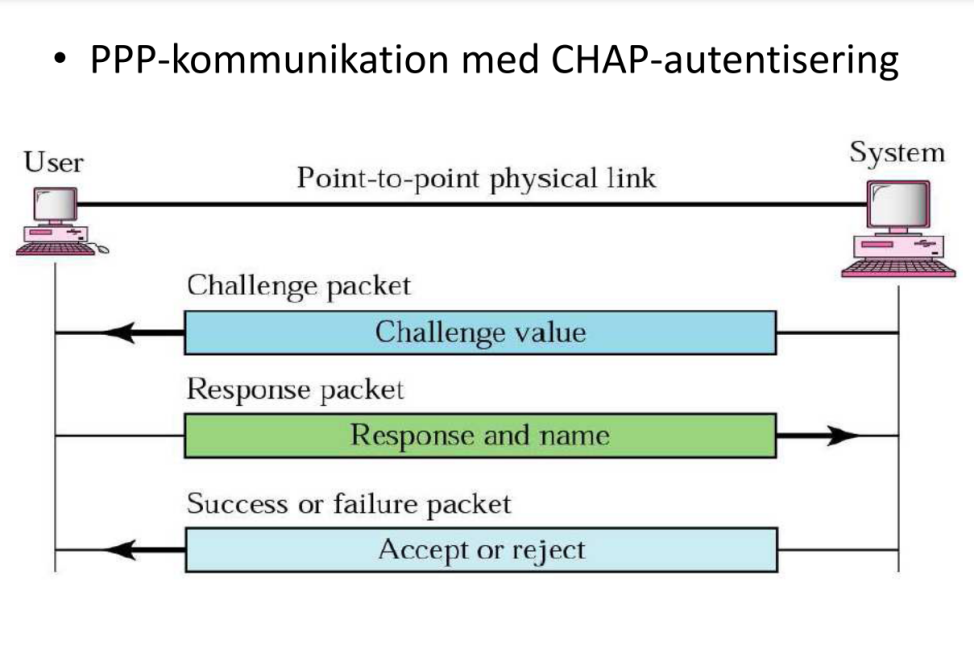 • PPP-kommunikation med CHAP-autentisering
User
System
Point-to-point physical link
Challenge packet
Challenge value
Response packet
Response and name
Success or failure packet
Accept or reject